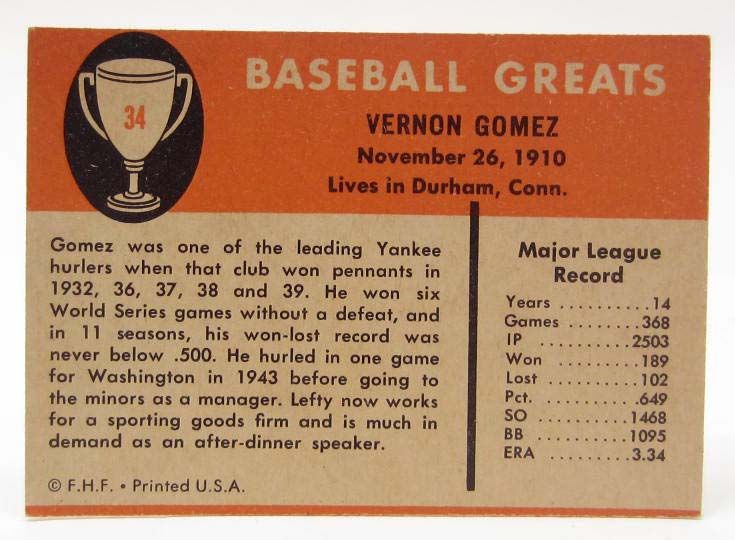 34
BASEBALL GREATS
VERNON GOMEZ
November 26, 1910
Lives in Durham, Conn.
Gomez was one of the leading Yankee
hurlers when that club won pennants in
1932, 36, 37, 38 and 39. He won six
World Series games without a defeat, and
in 11 seasons, his won-lost record was
never below .500. He hurled in one game
for Washington in 1943 before going to
the minors as a manager. Lefty now works
for a sporting goods firm and is much in
demand as an after-dinner speaker.
© F.H.F. • Printed U.S.A.
Major League
Record
Years ..........14
Games ........368
IP ..........2503
Won .........189
Lost .........102
Pct. .........649
SO .........1468
BB .........1095
ERA ........3.34